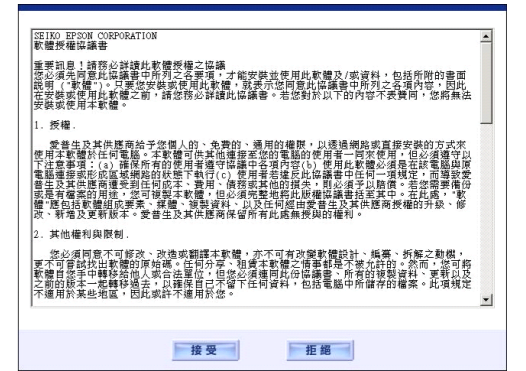 SEIKO EPSON CORPORATION
軟體授權協議書
重要訊息！請務必詳讀此軟體授權之協議
您必須先同意此協議書中所列之各要項，才能安裝並使用此軟體及/或資料，包括所附的書面
說明 ("軟體")。只要您安裝或使用此軟體，就表示您同意此協議書中所列之各項內容，因此
在安裝或使用此軟體之前，請您務必詳讀此協議書。若您對於以下的內容不表贊同，您將無法
安裝或使用本軟體。
1. 授權.
愛普生及其供應商給予您個人的、免費的、通用的權限，以透過網路或直接安裝的方式來
使用本軟體於任何電腦。本軟體可供其他連接至您的電腦的使用者一同來使用，但必須遵守以
下注意事項：(a) 確保所有的使用者遵守此協議書中各項內容(b) 使用此軟體必須是在該電腦與原
電腦連接或形成區域網路的狀態下執行(c) 使用者若違反此協議書中任何一項規定，而導致愛
普生及其供應商遭受到任何成本、費用、債務或其他的損失，則必須予以賠償。若您需要備份
或是有檔案的用途，您可複製本軟體，但必須完整地將此版權協議書括至其中。在此處，"軟
體"應包括軟體組成要素、媒體、複製資料、以及任何經由愛普生及其供應商授權的升級、修
改、新增及更新版本。愛普生及其供應商保留所有此處無授與的權利。
2. 其他權利與限制.
您必須同意不可修改、改造或翻譯本軟體，亦不可有改變軟體設計、編纂、拆解之動機，
更不可嘗試找出軟體的原始碼。任何分享、租賃本軟體之情事都是不被允許的。然而，您可將
軟體自您手中轉移給他人或合法單位，但您必須連同此份協議書、所有的複製資料、更新以及
之前的版本一起轉移過去，以確保自己不留下任何資料，包括電腦中所儲存的檔案。此項規定
不適用於某些地區，因此或許不適用於您。
接受
拒絕